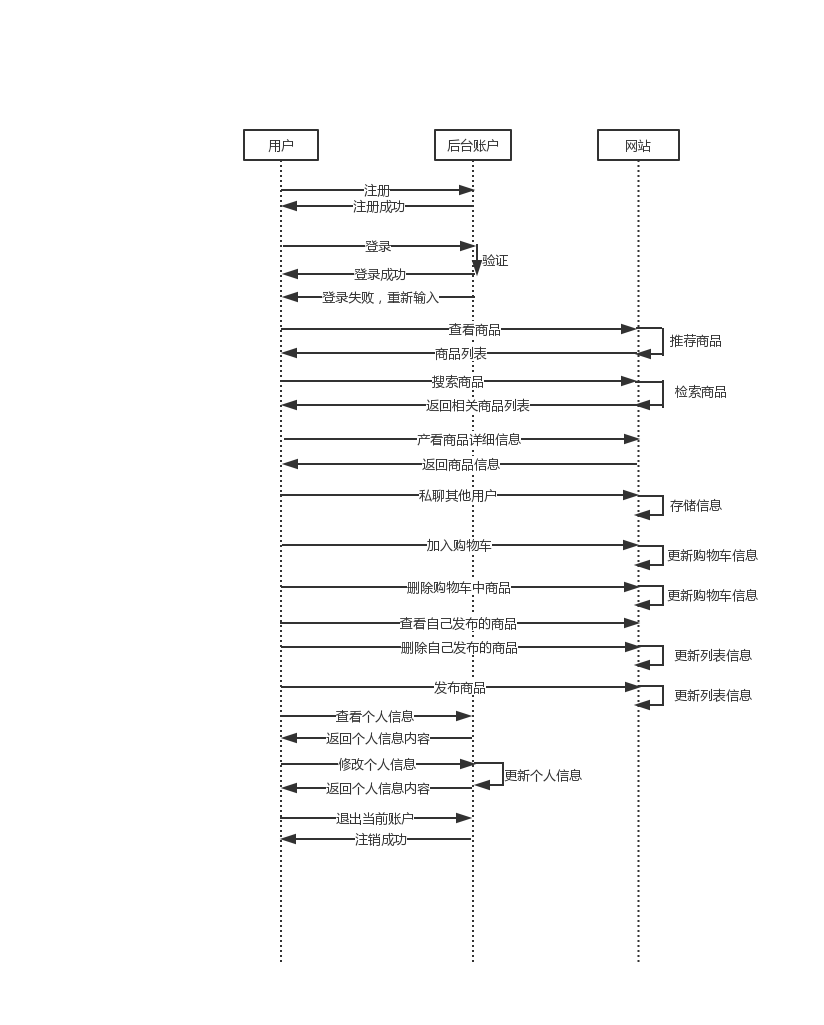 用户
后台账户
网站
注册
注册成功
登录
验证
登录成功
登录失败，重新输入
查看商品
推荐商品
商品列表
搜索商品
检索商品
返回相关商品列表
产看商品详细信息
返回商品信息
私聊其他用户
存储信息
加入购物车
更新购物车信息
删除购物车中商品
更新购物车信息
查看自己发布的商品
删除自己发布的商品
更新列表信息
发布商品
更新列表信息
查看个人信息
返回个人信息内容
修改个人信息
更新个人信息
返回个人信息内容
退出当前账户
注销成功